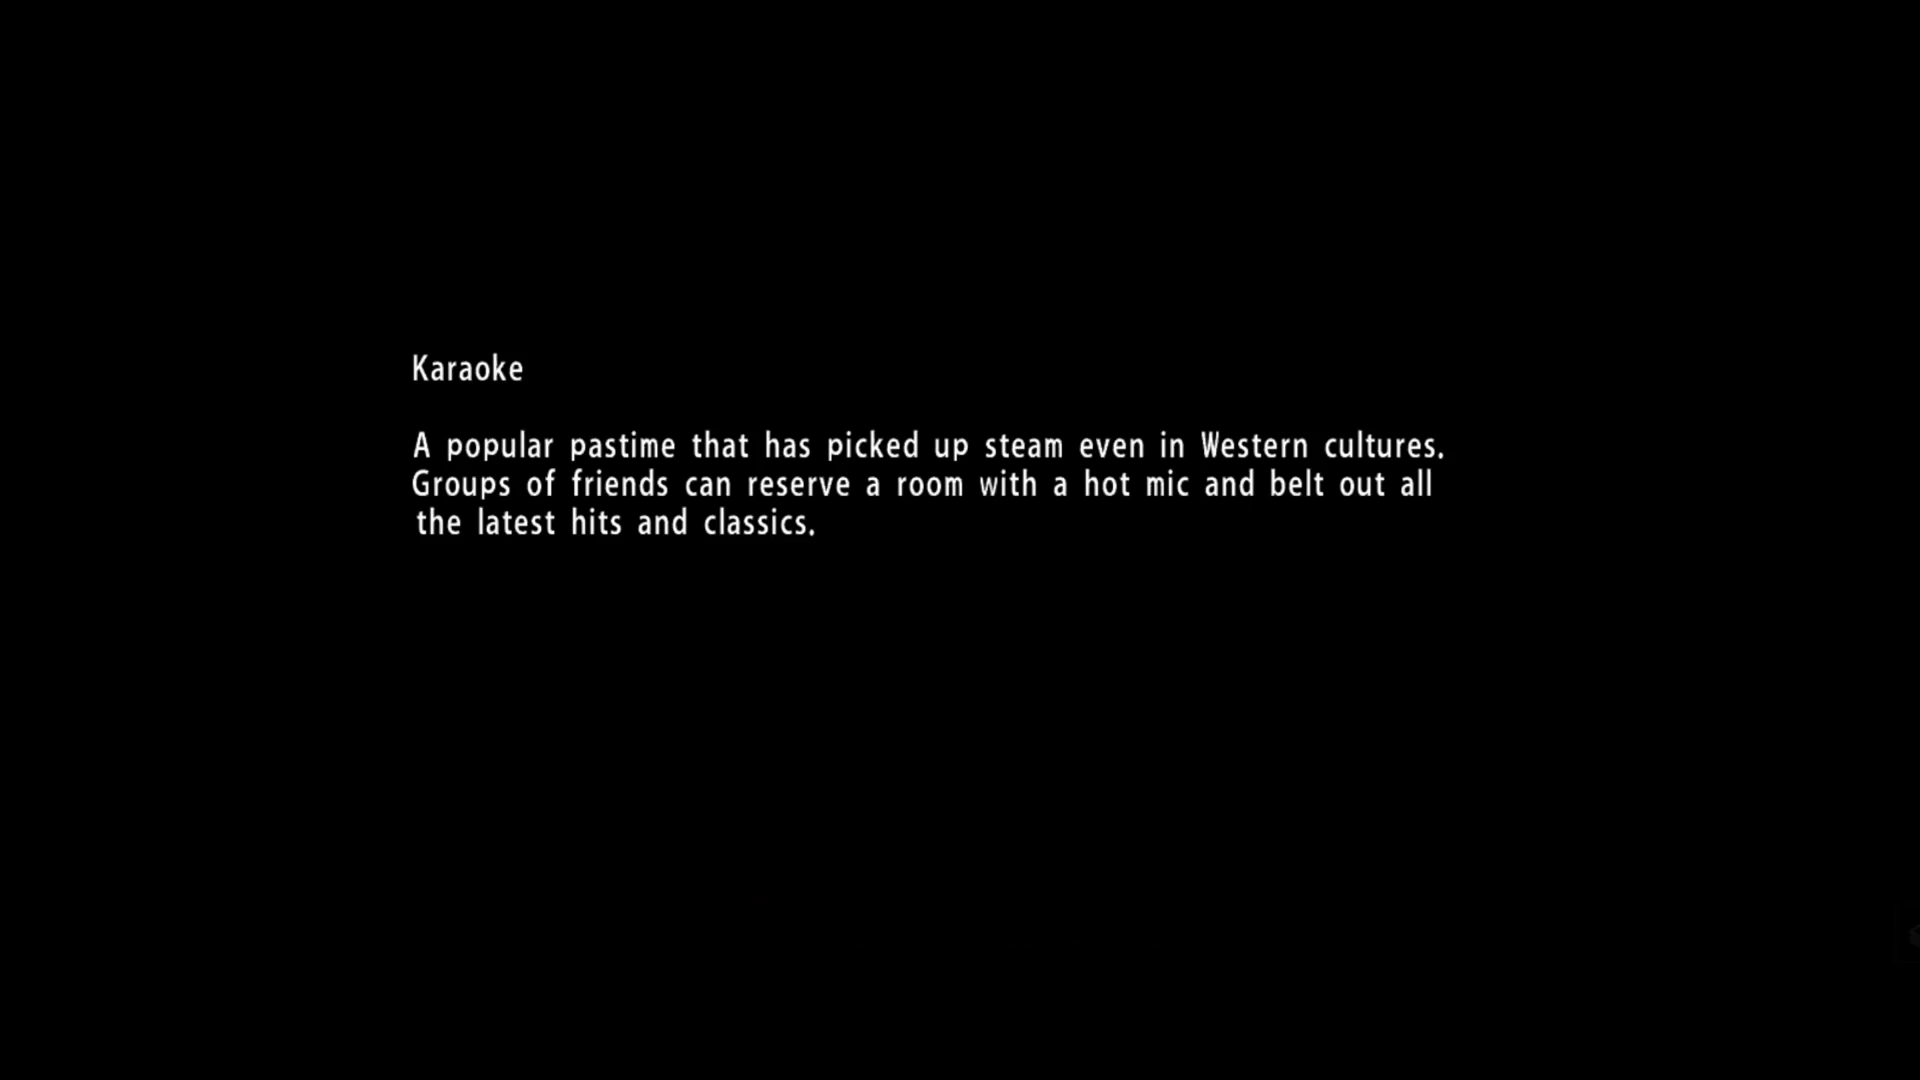 Karaoke
A popular pastime that has picked up steam even in Western cultures.
Groups of friends can reserve a room with a hot mic and belt out all
the latest hits and classics.